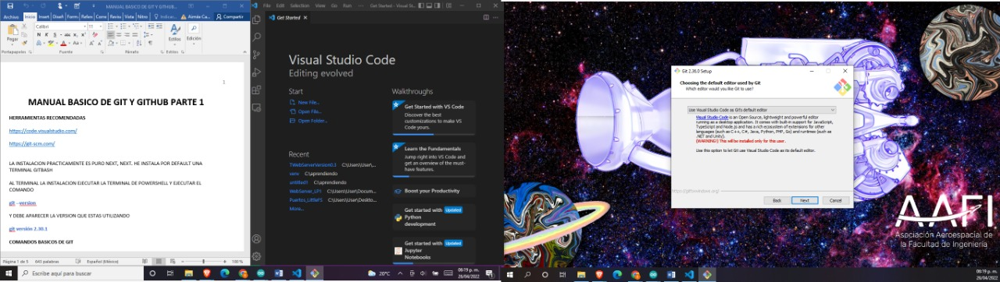 MANUAL BASICO DE GIT Y GITHUB...
Archivo Inicio Insert Diseñ Form Refere Corre Revisa Vista Nitro Indicar... Aimée Ca... Compartir
Calibri 11
Pegar
N K S
Estilos Edición
Portapapeles Fuente Párrafo Estilos
1
MANUAL BASICO DE GIT Y GITHUB PARTE 1
HERRAMIENTAS RECOMENDADAS
https://code.visualstudio.com/
https://git-scm.com/
LA INSTALACION PRACTICAMENTE ES PURO NEXT, NEXT. HE INSTALA POR DEFAULT UNA
TERMINAL GITBASH
AL TERMINAL LA INSTALACION EJECUTAR LA TERMINAL DE POWERSHELL Y EJECUTAR EL
COMANDO
git --version
Y DEBE APARECER LA VERSION QUE ESTAS UTILIZANDO
git versión 2.30.1
COMANDOS BASICOS DE GIT
Página 1 de 5 643 palabras Español (México) 100 %
Escribe aquí para buscar
File Edit Selection View Go Run Get Started - Visual St...
Get Started
Visual Studio Code
Editing evolved
Start
New File...
Open File...
Open Folder...
Recent
TWebServerVersion0.3 C:\Users\User\...
venv C:\aprendiendo
untitled1 C:\aprendiendo
WebServer_LP1 C:\Users\User\Docum...
Puertos_LittleFS C:\Users\User\Deskto...
More...
Walkthroughs
Get Started with VS Code
Discover the best
customizations to make VS
Code yours.
Learn the Fundamentals
Jump right into VS Code and
get an overview of the must-
have features.
Boost your Productivity
Get started with Updated
Python
development
Get started with Updated
Jupyter
Notebooks
20°C
08:19 p. m.
26/04/2022
Git 2.36.0 Setup
Choosing the default editor used by Git
Which editor would you like Git to use?
Use Visual Studio Code as Git's default editor
Visual Studio Code is an Open Source, lightweight and powerful editor
running as a desktop application. It comes with built-in support for JavaScript,
TypeScript and Node.js and has a rich ecosystem of extensions for other
languages (such as C++, C#, Java, Python, PHP, Go) and runtimes (such as
.NET and Unity).
(WARNING!) This will be installed only for this user.
Use this option to let Git use Visual Studio Code as its default editor.
https://gitforwindows.org/
Back Next Cancel
AAFI
Asociación Aeroespacial de
la Facultad de Ingeniería
08:19 p. m.
26/04/2022